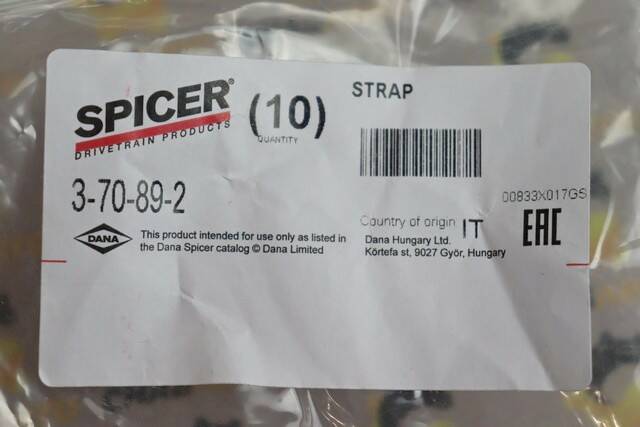 SPICER®
DRIVETRAIN PRODUCTS
(10)
QUANTITY
STRAP
3-70-89-2
00833X017GS
DANA
This product intended for use only as listed in
the Dana Spicer catalog © Dana Limited
Country of origin IT
Dana Hungary Ltd.
Körtefa st, 9027 Györ, Hungary
EAC